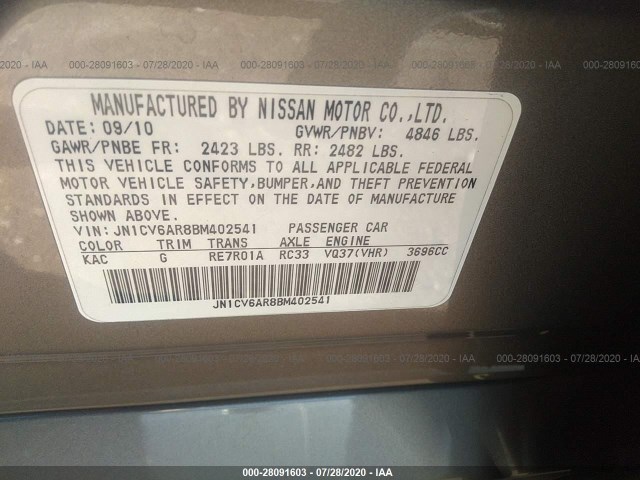 000-28091603 / 07/28/2020 - IAA
MANUFACTURED BY NISSAN MOTOR CO.,LTD.
DATE: 09/10 GVWR/PNBV: 4846 LBS.
GAWR/PNBE FR: 2423 LBS. RR: 2482 LBS.
THIS VEHICLE CONFORMS TO ALL APPLICABLE FEDERAL
MOTOR VEHICLE SAFETY,BUMPER,AND THEFT PREVENTION
STANDARDS IN EFFECT ON THE DATE OF MANUFACTURE
SHOWN ABOVE.
VIN: JN1CV6AR8BM402541 PASSENGER CAR
COLOR TRIM TRANS AXLE ENGINE
KAC G RE7R01A RC33 VQ37(VHR) 3696CC
JN1CV6AR8BM402541
000-28091603 / 07/28/2020 - IAA
000-28091603 / 07/28/2020 - IAA